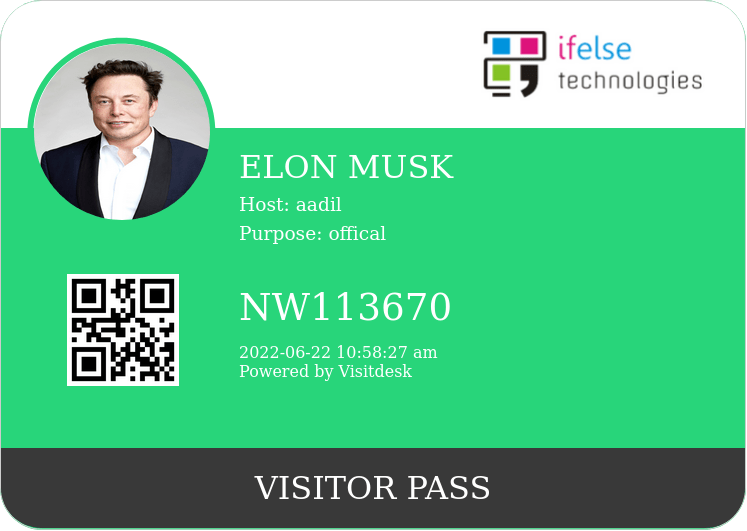 ifelse
technologies
ELON MUSK
Host: aadil
Purpose: offical
NW113670
2022-06-22 10:58:27 am
Powered by Visitdesk
VISITOR PASS